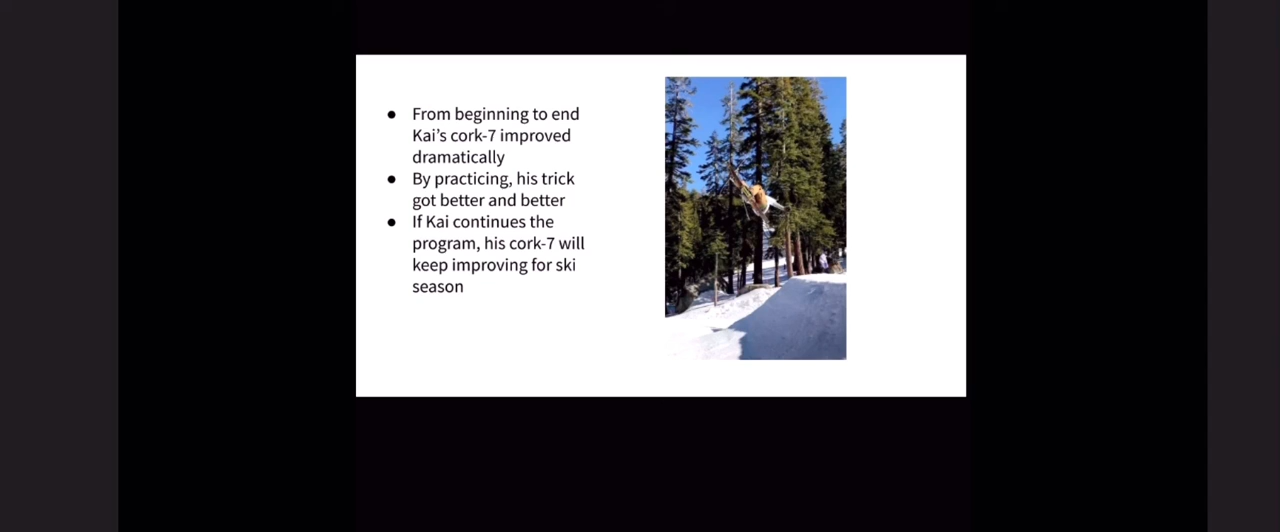 ● From beginning to end
Kai’s cork-7 improved
dramatically
● By practicing, his trick
got better and better
● If Kai continues the
program, his cork-7 will
keep improving for ski
season